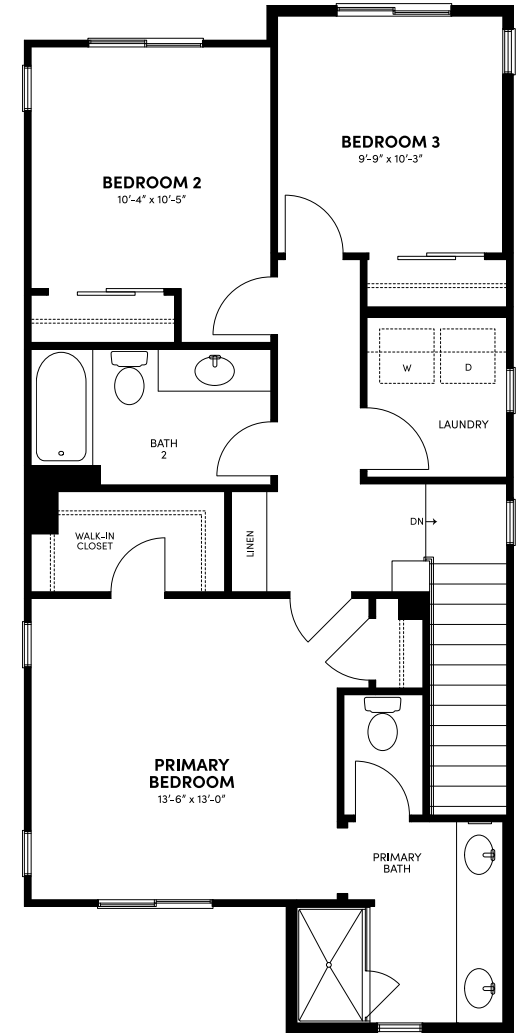 BEDROOM 3
9'-9" x 10'-3"
BEDROOM 2
10'-4" x 10'-5"
W
D
LAUNDRY
BATH
2
DN
WALK-IN
CLOSET
LINEN
PRIMARY
BEDROOM
13'-6" x 13'-0"
PRIMARY
BATH